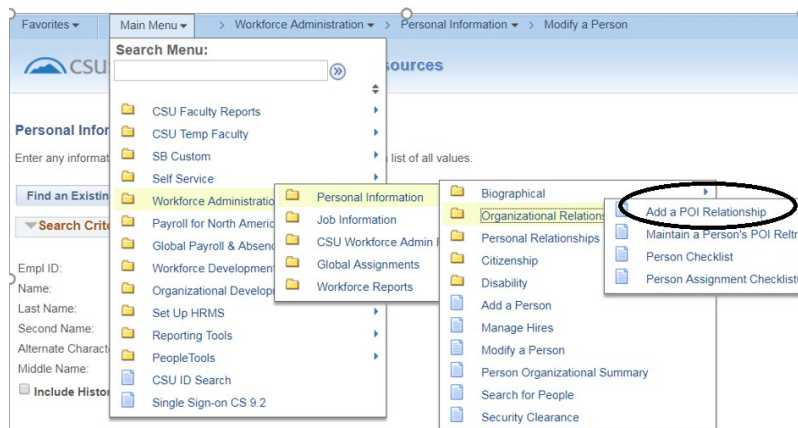 Favorites Main Menu > Workforce Administration > Personal Information > Modify a Person
CSU
ources
Search Menu:
CSU Faculty Reports
CSU Temp Faculty
SB Custom
Self Service
Workforce Administratio
Payroll for North Americ
Global Payroll & Absenc
Workforce Developmen
Organizational Develop
Set Up HRMS
Reporting Tools
PeopleTools
CSU ID Search
Single Sign-on CS 9.2
Personal Infor
Enter any informat
list of all values.
Find an Existin
Search Crite
Empl ID:
Name:
Last Name:
Second Name:
Alternate Charact
Middle Name:
Include Histor
Personal Information
Job Information
CSU Workforce Admin
Global Assignments
Workforce Reports
Biographical
Organizational Relations
Personal Relationships
Citizenship
Disability
Add a Person
Manage Hires
Modify a Person
Person Organizational Summary
Search for People
Security Clearance
Add a POI Relationship
Maintain a Person's POI Reltn
Person Checklist
Person Assignment Checklist